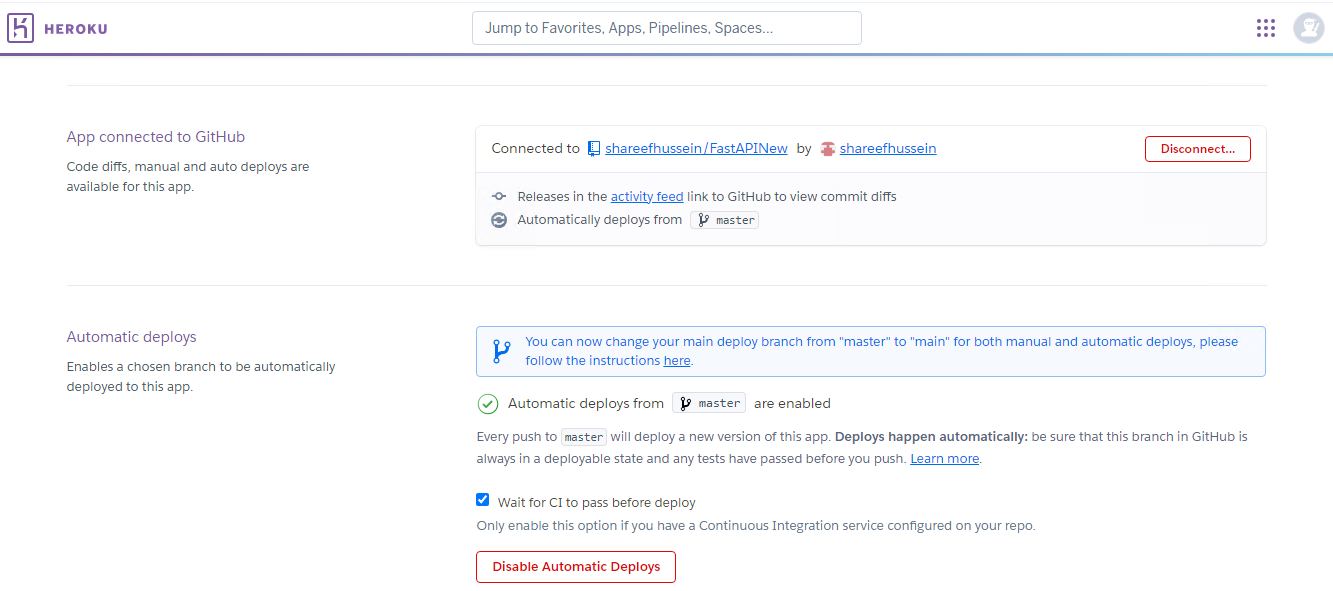 HEROKU
Jump to Favorites, Apps, Pipelines, Spaces...
App connected to GitHub
Code diffs, manual and auto deploys are
available for this app.
Connected to shareefhussein/FastAPINew by shareefhussein
Disconnect...
Releases in the activity feed link to GitHub to view commit diffs
Automatically deploys from master
Automatic deploys
Enables a chosen branch to be automatically
deployed to this app.
You can now change your main deploy branch from "master" to "main" for both manual and automatic deploys, please
follow the instructions here.
Automatic deploys from master are enabled
Every push to master will deploy a new version of this app. Deploys happen automatically: be sure that this branch in GitHub is
always in a deployable state and any tests have passed before you push. Learn more.
Wait for CI to pass before deploy
Only enable this option if you have a Continuous Integration service configured on your repo.
Disable Automatic Deploys